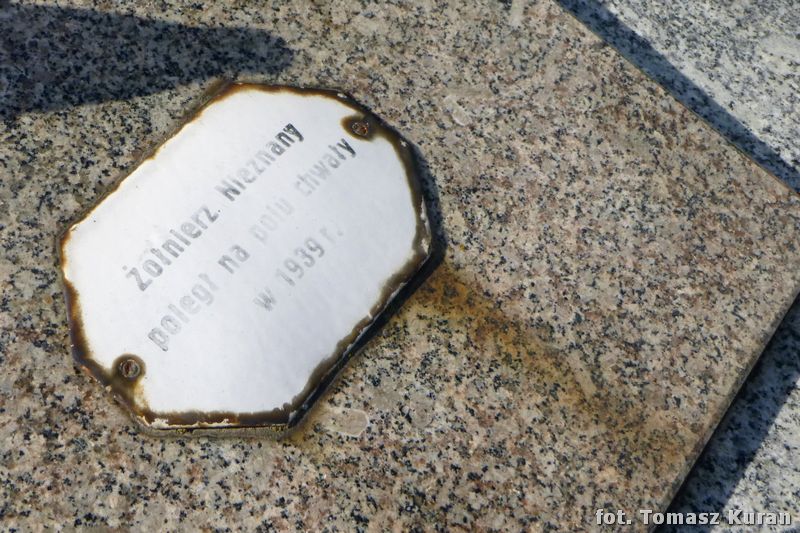 Żołnierz Nieznany
poległ na polu chwały
w 1939 r.
fot. Tomasz Kuran